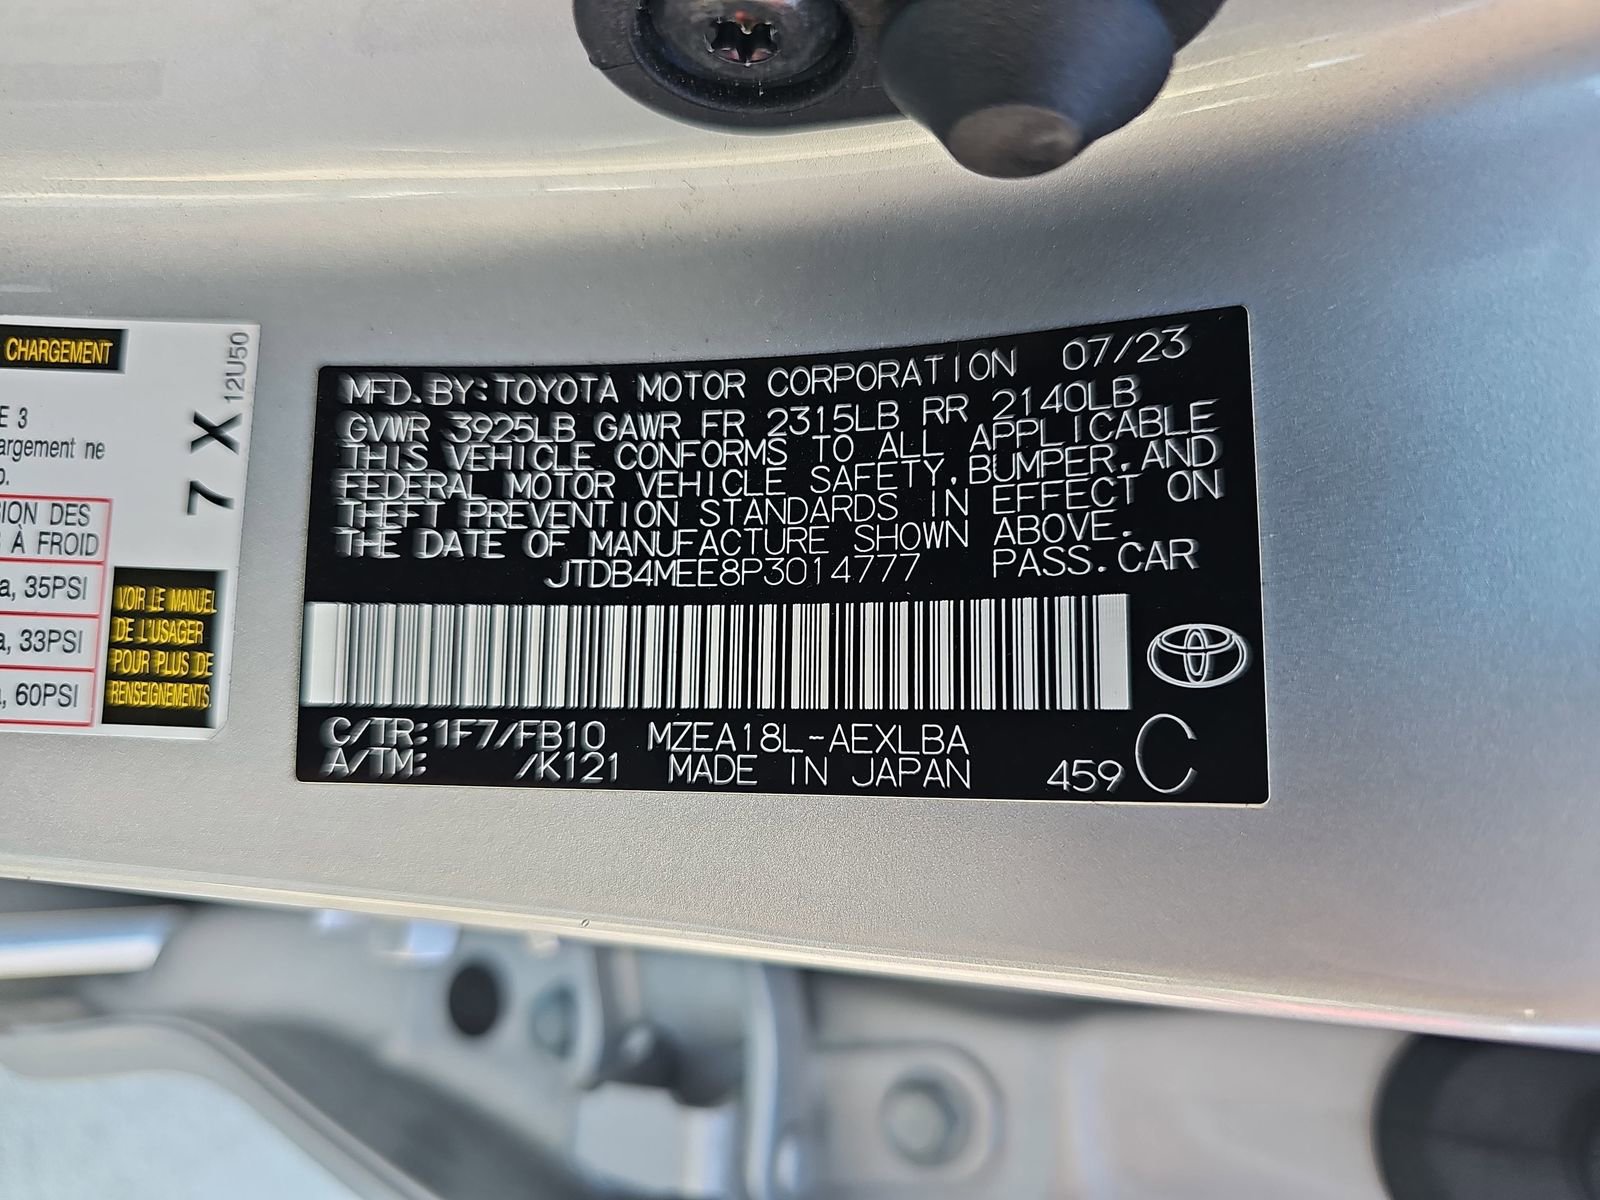 CHARGEMENT
12U50
7 X
E 3
argement ne
ION DES
À FROID
a, 35PSI
a, 33PSI
, 60PSI
VOIR LE MANUEL
DE L'USAGER
POUR PLUS DE
RENSEIGNEMENTS.
MFD. BY: TOYOTA MOTOR CORPORATION 07/23
GVWR 3925LB GAWR FR 2315LB RR 2140LB
THIS VEHICLE CONFORMS TO ALL APPLICABLE
FEDERAL MOTOR VEHICLE SAFETY, BUMPER, AND
THEFT PREVENTION STANDARDS IN EFFECT ON
THE DATE OF MANUFACTURE SHOWN ABOVE.
JTDB4MEE8P3014777 PASS. CAR
C/TR: 1F7/FB10 MZEA18L-AEXLBA
A/TM: /K121 MADE IN JAPAN 459 C